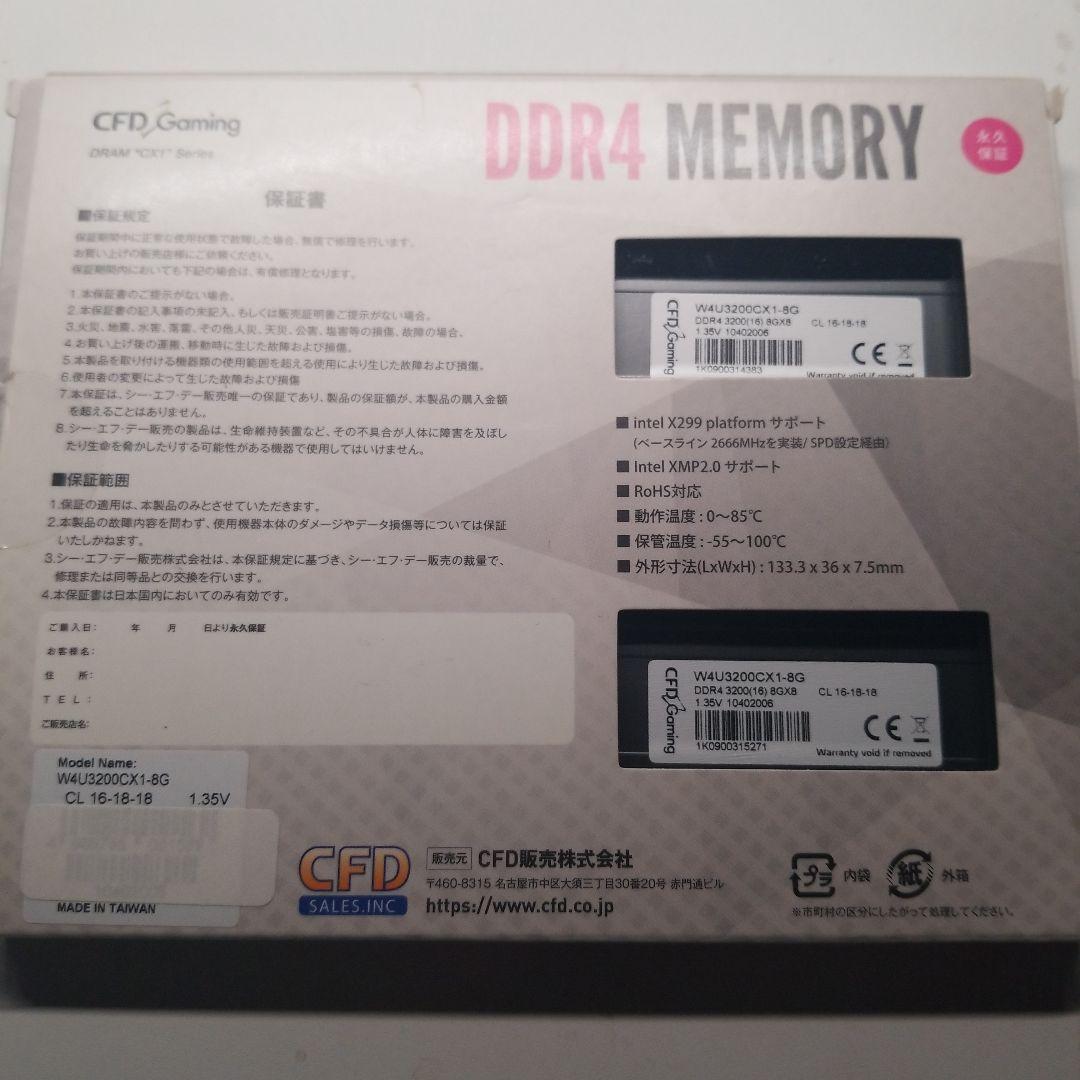 CFD Gaming
DRAM "CX1" Series
DDR4 MEMORY
永久
保証
保証書
■保証規定
保証期間中に正常な使用状態で故障した場合、無償で修理を行います。
お買い上げの販売店様にご依頼ください。
保証期間内においても下記の場合は、有償修理となります。
1.本保証書のご提示がない場合。
2.本保証書の記入事項の未記入、もしくは販売証明書ご提示がない場合。
3.火災、地震、水害、落雷、その他人災、天災、公害、塩害等の損傷、故障の場合、
4.お買い上げ後の運搬、移動時に生じた故障および損傷。
5.本製品を取り付ける機器類の使用範囲を超える使用により生じた故障および損傷。
6.使用者の変更によって生じた故障および損傷
7.本保証は、シー・エフ・デー販売唯一の保証であり、製品の保証額が、本製品の購入金額
を超えることはありません。
8.シー・エフ・デー販売の製品は、生命維持装置など、その不具合が人体に障害を及ぼし
たり生命を脅かしたりする可能性がある機器で使用してはいけません。
■保証範囲
1.保証の適用は、本製品のみとさせていただきます。
2.本製品の故障内容を問わず、使用機器本体のダメージやデータ損傷等については保証
いたしかねます。
3.シー・エフ・デー販売株式会社は、本保証規定に基づき、シー・エフ・デー販売の裁量で、
修理または同等品との交換を行います。
4.本保証書は日本国内においてのみ有効です。
ご購入日: 年 月 日より永久保証
お客様名:
住 所:
T E L :
ご販売店名:
Model Name:
W4U3200CX1-8G
CL 16-18-18 1.35V
MADE IN TAIWAN
CFD Gaming
W4U3200CX1-8G
DDR4 3200(16) 8GX8 CL 16-18-18
1.35V 10402006
CE
1K0900314383
Warranty void if removed
■ intel X299 platform サポート
(ベースライン 2666MHzを実装/ SPD設定経由)
■ Intel XMP2.0 サポート
■ RoHS対応
■ 動作温度 : 0～85℃
■ 保管温度 : -55～100℃
■ 外形寸法(LxWxH) : 133.3 x 36 x 7.5mm
CFD Gaming
W4U3200CX1-8G
DDR4 3200(16) 8GX8 CL 16-18-18
1.35V 10402006
CE
1K0900315271
Warranty void if removed
CFD
SALES.INC
販売元 CFD販売株式会社
〒460-8315 名古屋市中区大須三丁目30番20号 赤門通ビル
https://www.cfd.co.jp
プラ 内袋 紙 外箱
※市町村の区分にしたがって処理してください。